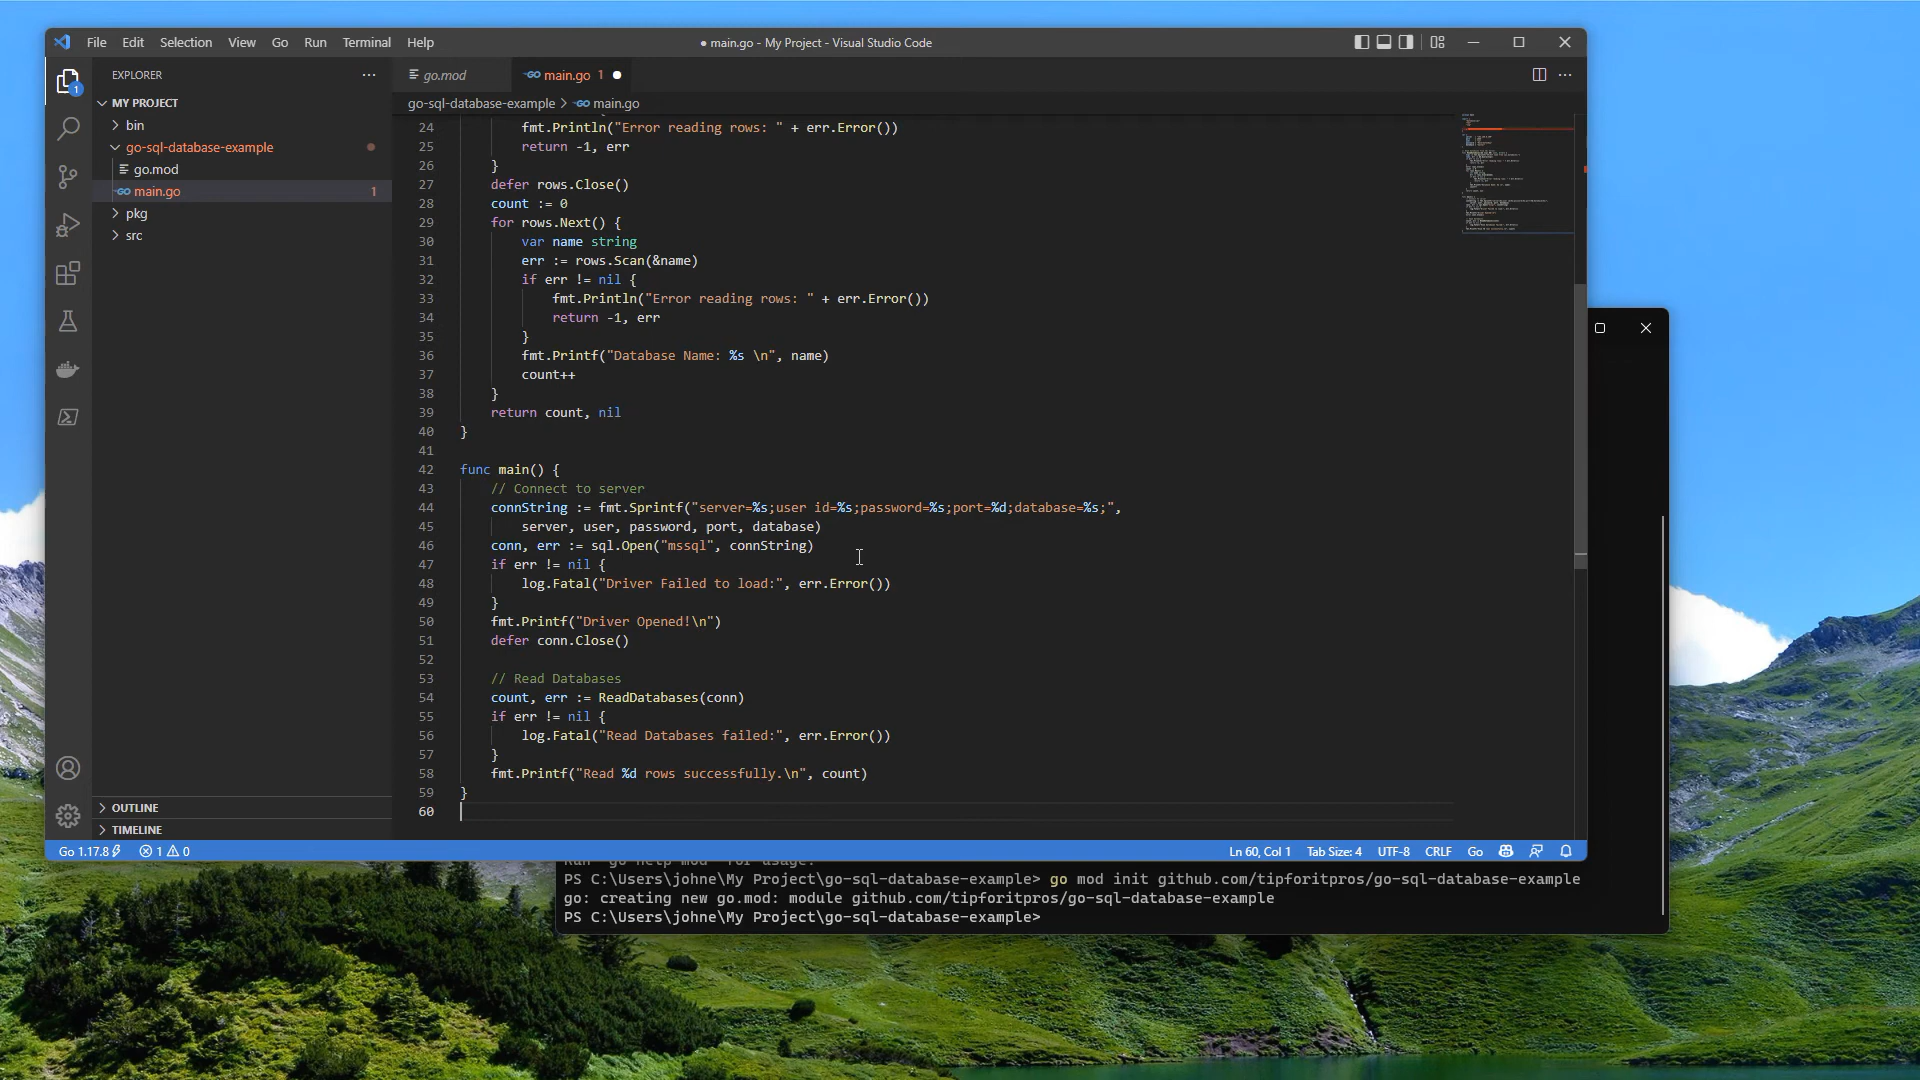 File Edit Selection View Go Run Terminal Help
● main.go - My Project - Visual Studio Code
EXPLORER
MY PROJECT
bin
go-sql-database-example
go.mod
main.go 1
pkg
src
OUTLINE
TIMELINE
1
go.mod
main.go 1
go-sql-database-example > main.go
24 fmt.Println("Error reading rows: " + err.Error())
25 return -1, err
26 }
27 defer rows.Close()
28 count := 0
29 for rows.Next() {
30 var name string
31 err := rows.Scan(&name)
32 if err != nil {
33 fmt.Println("Error reading rows: " + err.Error())
34 return -1, err
35 }
36 fmt.Printf("Database Name: %s \n", name)
37 count++
38 }
39 return count, nil
40 }
41
42 func main() {
43 // Connect to server
44 connString := fmt.Sprintf("server=%s;user id=%s;password=%s;port=%d;database=%s;",
45 server, user, password, port, database)
46 conn, err := sql.Open("mssql", connString)
47 if err != nil {
48 log.Fatal("Driver Failed to load:", err.Error())
49 }
50 fmt.Printf("Driver Opened!\n")
51 defer conn.Close()
52
53 // Read Databases
54 count, err := ReadDatabases(conn)
55 if err != nil {
56 log.Fatal("Read Databases failed:", err.Error())
57 }
58 fmt.Printf("Read %d rows successfully.\n", count)
59 }
60
Go 1.17.8 1 0
Ln 60, Col 1 Tab Size: 4 UTF-8 CRLF Go
Run 'go help mod' for usage.
PS C:\Users\johne\My Project\go-sql-database-example> go mod init github.com/tipforitpros/go-sql-database-example
go: creating new go.mod: module github.com/tipforitpros/go-sql-database-example
PS C:\Users\johne\My Project\go-sql-database-example>